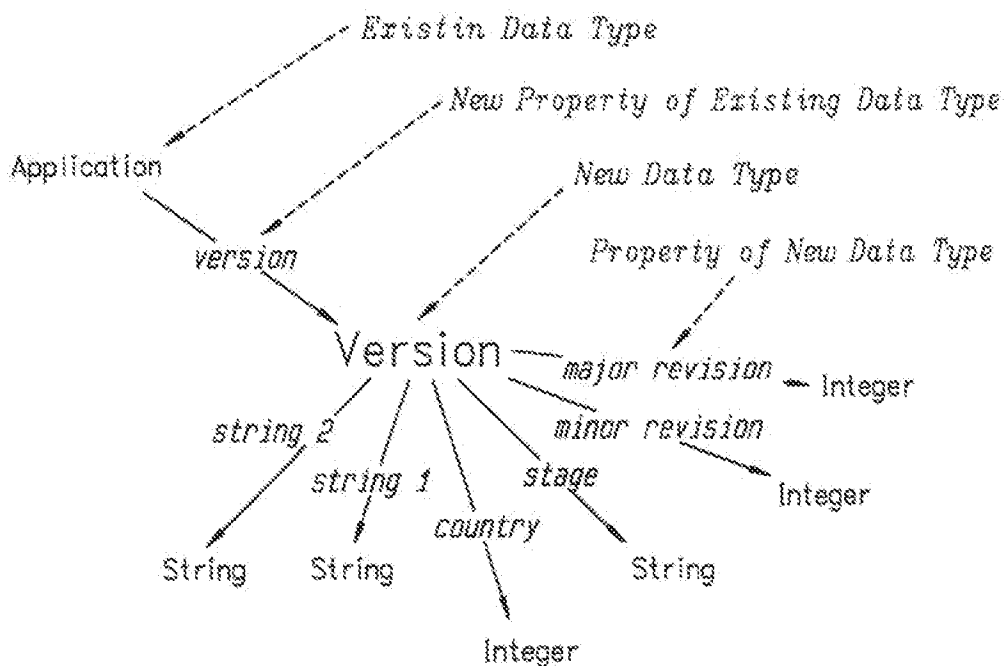 Existin Data Type
New Property of Existing Data Type
Application
New Data Type
version
Property of New Data Type
Version
major revision
Integer
string 2
minor revision
string 1
stage
Integer
country
String
String
String
Integer